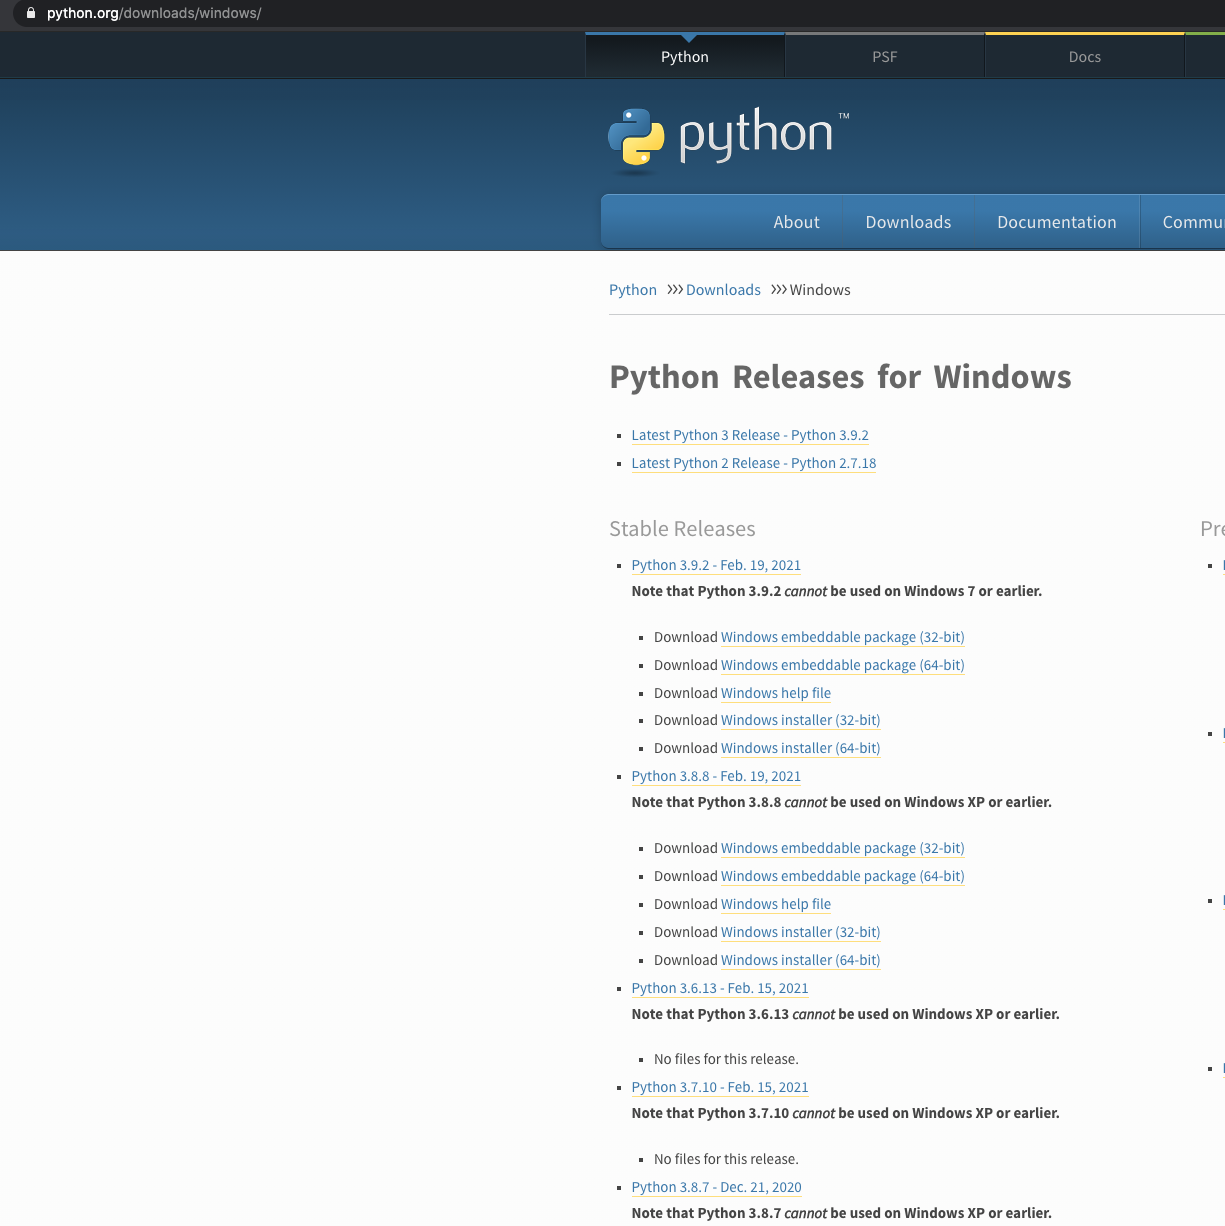 python.org/downloads/windows/
Python PSF Docs
python™
About Downloads Documentation
Python >>> Downloads >>> Windows
Python Releases for Windows
Latest Python 3 Release - Python 3.9.2
Latest Python 2 Release - Python 2.7.18
Stable Releases
Python 3.9.2 - Feb. 19, 2021
Note that Python 3.9.2 cannot be used on Windows 7 or earlier.
Download Windows embeddable package (32-bit)
Download Windows embeddable package (64-bit)
Download Windows help file
Download Windows installer (32-bit)
Download Windows installer (64-bit)
Python 3.8.8 - Feb. 19, 2021
Note that Python 3.8.8 cannot be used on Windows XP or earlier.
Download Windows embeddable package (32-bit)
Download Windows embeddable package (64-bit)
Download Windows help file
Download Windows installer (32-bit)
Download Windows installer (64-bit)
Python 3.6.13 - Feb. 15, 2021
Note that Python 3.6.13 cannot be used on Windows XP or earlier.
No files for this release.
Python 3.7.10 - Feb. 15, 2021
Note that Python 3.7.10 cannot be used on Windows XP or earlier.
No files for this release.
Python 3.8.7 - Dec. 21, 2020
Note that Python 3.8.7 cannot be used on Windows XP or earlier.